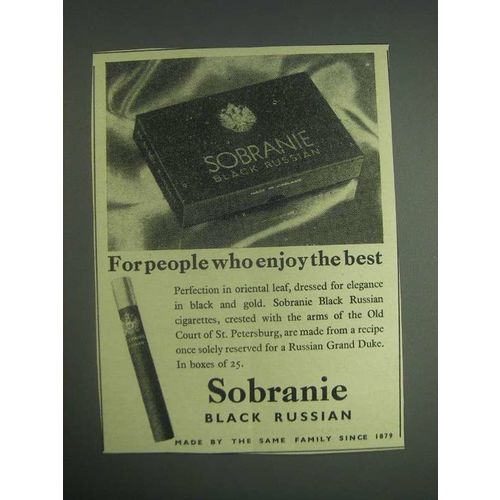 SOBRANIE
BLACK RUSSIAN
For people who enjoy the best
Perfection in oriental leaf, dressed for elegance
in black and gold. Sobranie Black Russian
cigarettes, crested with the arms of the Old
Court of St. Petersburg, are made from a recipe
once solely reserved for a Russian Grand Duke.
In boxes of 25.
Sobranie
BLACK RUSSIAN
MADE BY THE SAME FAMILY SINCE 1879